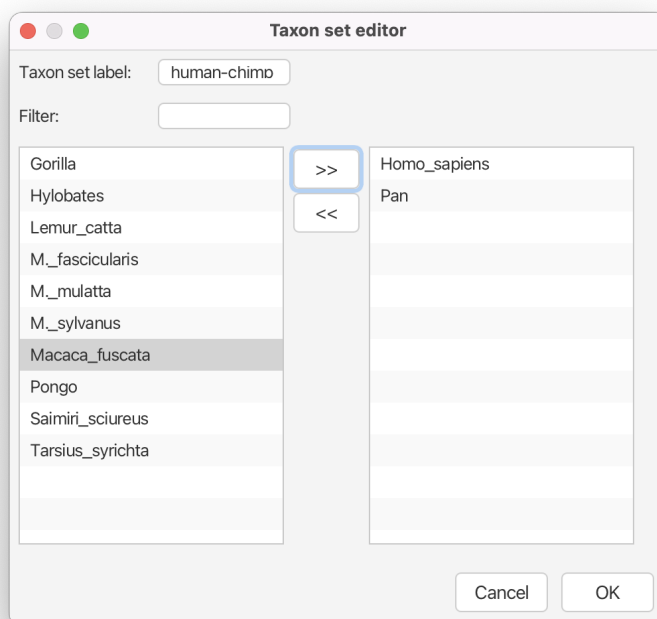 Taxon set editor
Taxon set label: human-chimp
Filter:
Gorilla
Hylobates
Lemur_catta
M._fascicularis
M._mulatta
M._sylvanus
Macaca_fuscata
Pongo
Saimiri_sciureus
Tarsius_syrichta
>>
<<
Homo_sapiens
Pan
Cancel OK